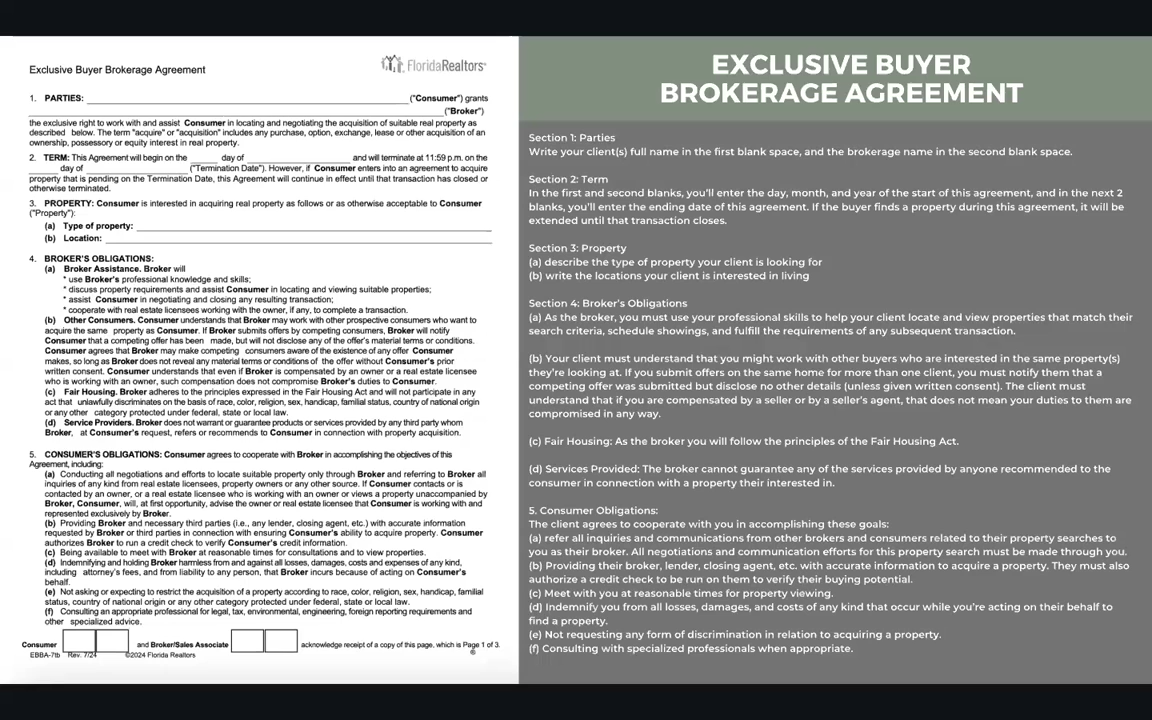 Exclusive Buyer Brokerage Agreement
FloridaRealtors®
1. PARTIES: ("Consumer") grants
("Broker")
the exclusive right to work with and assist Consumer in locating and negotiating the acquisition of suitable real property as
described below. The term "acquire" or "acquisition" includes any purchase, option, exchange, lease or other acquisition of an
ownership, possessory or equity interest in real property.
2. TERM: This Agreement will begin on the ______ day of ______ and will terminate at 11:59 p.m. on the
______ day of ______ ("Termination Date"). However, if Consumer enters into an agreement to acquire
property that is pending on the Termination Date, this Agreement will continue in effect until that transaction has closed or
otherwise terminated.
3. PROPERTY: Consumer is interested in acquiring real property as follows or as otherwise acceptable to Consumer
("Property"):
(a) Type of property:
(b) Location:
4. BROKER'S OBLIGATIONS:
(a) Broker Assistance. Broker will
* use Broker's professional knowledge and skills;
* discuss property requirements and assist Consumer in locating and viewing suitable properties;
* assist Consumer in negotiating and closing any resulting transaction;
* cooperate with real estate licensees working with the owner, if any, to complete a transaction.
(b) Other Consumers. Consumer understands that Broker may work with other prospective consumers who want to
acquire the same property as Consumer. If Broker submits offers by competing consumers, Broker will notify
Consumer that a competing offer has been made, but will not disclose any of the offer's material terms or conditions.
Consumer agrees that Broker may make competing consumers aware of the existence of any offer Consumer
makes, so long as Broker does not reveal any material terms or conditions of the offer without Consumer's prior
written consent. Consumer understands that even if Broker is compensated by an owner or a real estate licensee
who is working with an owner, such compensation does not compromise Broker's duties to Consumer.
(c) Fair Housing. Broker adheres to the principles expressed in the Fair Housing Act and will not participate in any
act that unlawfully discriminates on the basis of race, color, religion, sex, handicap, familial status, country of national origin
or any other category protected under federal, state or local law.
(d) Service Providers. Broker does not warrant or guarantee products or services provided by any third party whom
Broker, at Consumer's request, refers or recommends to Consumer in connection with property acquisition.
5. CONSUMER'S OBLIGATIONS: Consumer agrees to cooperate with Broker in accomplishing the objectives of this
Agreement, including:
(a) Conducting all negotiations and efforts to locate suitable property only through Broker and referring to Broker all
inquiries of any kind from real estate licensees, property owners or any other source. If Consumer contacts or is
contacted by an owner, or a real estate licensee who is working with an owner or views a property unaccompanied by
Broker, Consumer, will, at first opportunity, advise the owner or real estate licensee that Consumer is working with and
represented exclusively by Broker.
(b) Providing Broker and necessary third parties (i.e., any lender, closing agent, etc.) with accurate information
requested by Broker or third parties in connection with ensuring Consumer's ability to acquire property. Consumer
authorizes Broker to run a credit check to verify Consumer's credit information.
(c) Being available to meet with Broker at reasonable times for consultations and to view properties.
(d) Indemnifying and holding Broker harmless from and against all losses, damages, costs and expenses of any kind,
including attorney's fees, and from liability to any person, that Broker incurs because of acting on Consumer's
behalf.
(e) Not asking or expecting to restrict the acquisition of a property according to race, color, religion, sex, handicap, familial
status, country of national origin or any other category protected under federal, state or local law.
(f) Consulting an appropriate professional for legal, tax, environmental, engineering, foreign reporting requirements and
other specialized advice.
Consumer and Broker/Sales Associate acknowledge receipt of a copy of this page, which is Page 1 of 3.
EBBA-7tb Rev. 7/24 ©2024 Florida Realtors ®
EXCLUSIVE BUYER
BROKERAGE AGREEMENT
Section 1: Parties
Write your client(s) full name in the first blank space, and the brokerage name in the second blank space.
Section 2: Term
In the first and second blanks, you'll enter the day, month, and year of the start of this agreement, and in the next 2
blanks, you'll enter the ending date of this agreement. If the buyer finds a property during this agreement, it will be
extended until that transaction closes.
Section 3: Property
(a) describe the type of property your client is looking for
(b) write the locations your client is interested in living
Section 4: Broker's Obligations
(a) As the broker, you must use your professional skills to help your client locate and view properties that match their
search criteria, schedule showings, and fulfill the requirements of any subsequent transaction.
(b) Your client must understand that you might work with other buyers who are interested in the same property(s)
they're looking at. If you submit offers on the same home for more than one client, you must notify them that a
competing offer was submitted but disclose no other details (unless given written consent). The client must
understand that if you are compensated by a seller or by a seller's agent, that does not mean your duties to them are
compromised in any way.
(c) Fair Housing: As the broker you will follow the principles of the Fair Housing Act.
(d) Services Provided: The broker cannot guarantee any of the services provided by anyone recommended to the
consumer in connection with a property their interested in.
5. Consumer Obligations:
The client agrees to cooperate with you in accomplishing these goals:
(a) refer all inquiries and communications from other brokers and consumers related to their property searches to
you as their broker. All negotiations and communication efforts for this property search must be made through you.
(b) Providing their broker, lender, closing agent, etc. with accurate information to acquire a property. They must also
authorize a credit check to be run on them to verify their buying potential.
(c) Meet with you at reasonable times for property viewing.
(d) Indemnify you from all losses, damages, and costs of any kind that occur while you're acting on their behalf to
find a property.
(e) Not requesting any form of discrimination in relation to acquiring a property.
(f) Consulting with specialized professionals when appropriate.